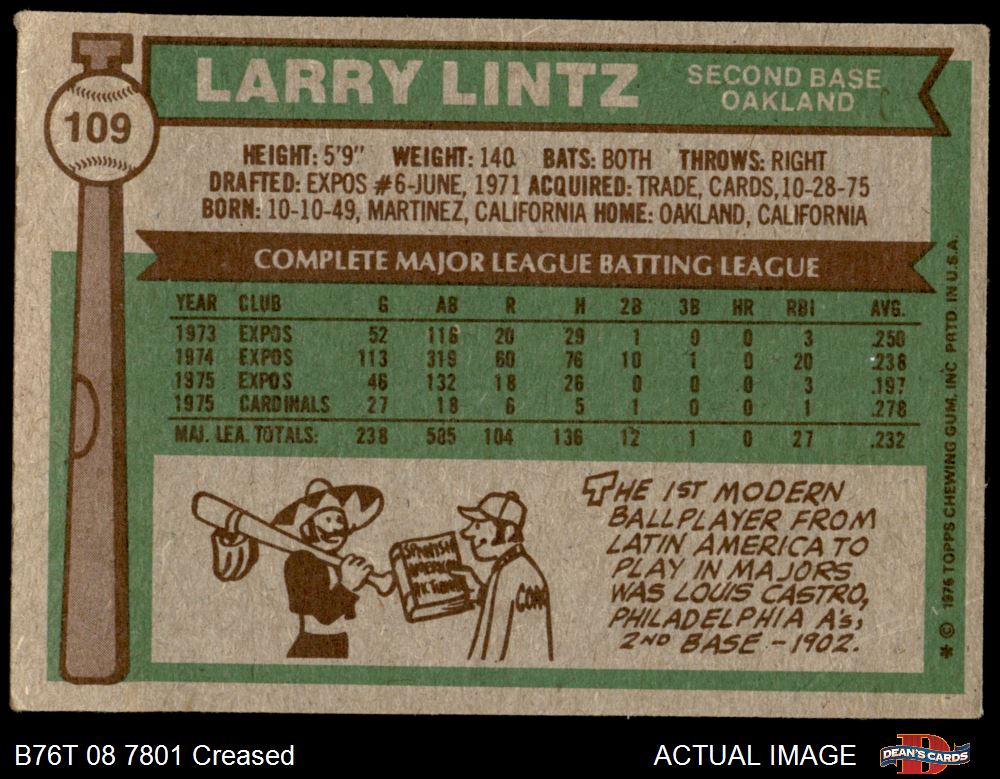 109
LARRY LINTZ
SECOND BASE
OAKLAND
HEIGHT: 5'9" WEIGHT: 140 BATS: BOTH THROWS: RIGHT
DRAFTED: EXPOS #6-JUNE, 1971 ACQUIRED: TRADE, CARDS, 10-28-75
BORN: 10-10-49, MARTINEZ, CALIFORNIA HOME: OAKLAND, CALIFORNIA
COMPLETE MAJOR LEAGUE BATTING LEAGUE
YEAR CLUB G AB R H 2B 3B HR RBI AVG.
1973 EXPOS 52 116 20 29 1 0 0 3 .250
1974 EXPOS 113 319 60 76 10 1 0 20 .238
1975 EXPOS 46 132 18 26 0 0 0 3 .197
1975 CARDINALS 27 18 6 5 1 0 0 1 .278
MAJ. LEA. TOTALS: 238 585 104 136 12 1 0 27 .232
SPANISH
AMERICAN
COA
THE 1ST MODERN
BALLPLAYER FROM
LATIN AMERICA TO
PLAY IN MAJORS
WAS LOUIS CASTRO,
PHILADELPHIA A's,
2ND BASE - 1902.
* © 1976 TOPPS CHEWING GUM, INC PRTD. IN U.S.A.
B76T 08 7801 Creased
ACTUAL IMAGE
DEAN'S CARDS